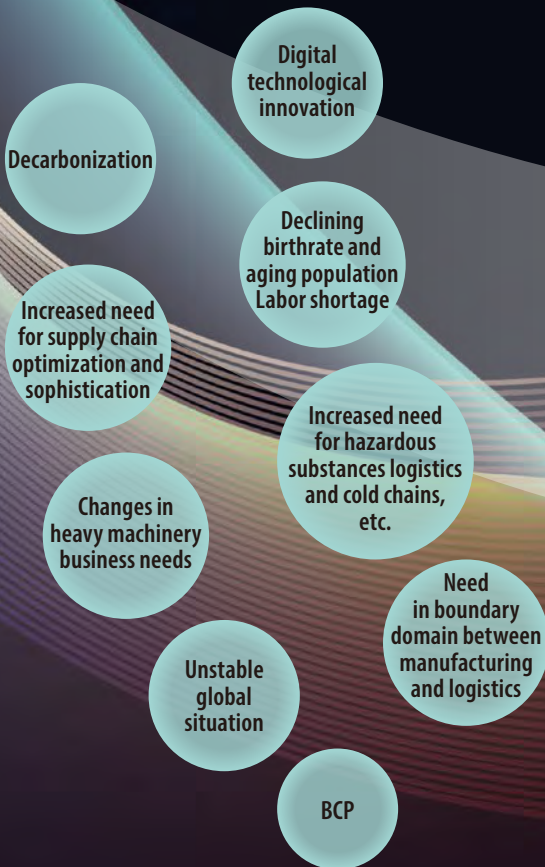 Digital
technological
innovation
Decarbonization
Declining
birthrate and
aging population
Labor shortage
Increased need
for supply chain
optimization and
sophistication
Increased need
for hazardous
substances logistics
and cold chains,
etc.
Changes in
heavy machinery
business needs
Need
in boundary
domain between
manufacturing
and logistics
Unstable
global
situation
BCP